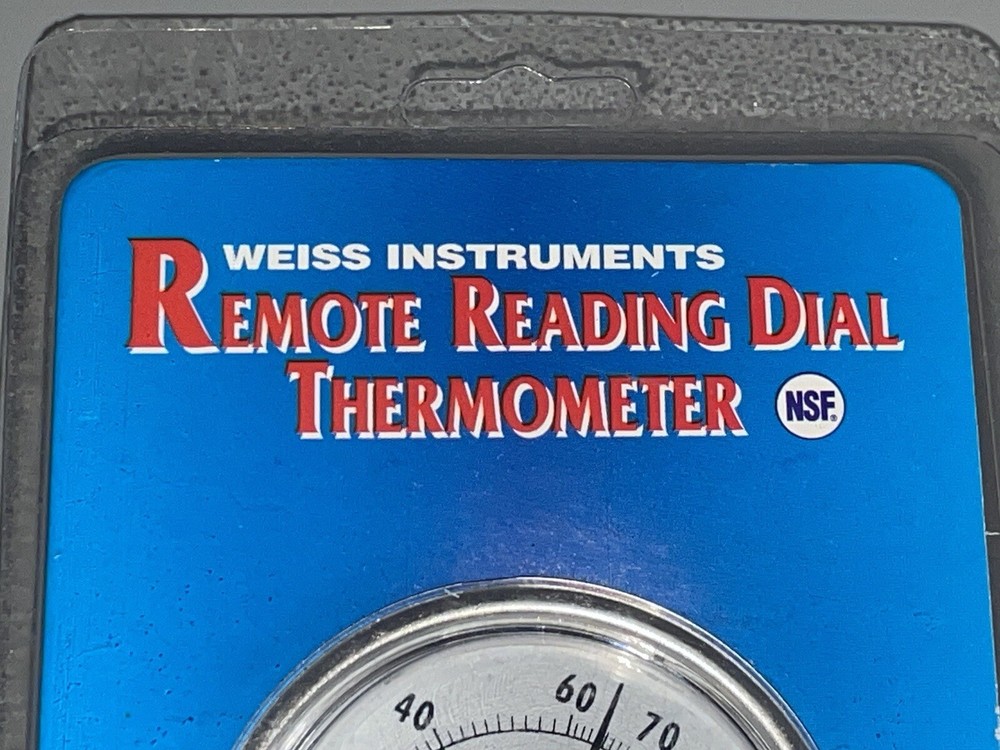 WEISS INSTRUMENTS
REMOTE READING DIAL
THERMOMETER
NSF®
40 60 70